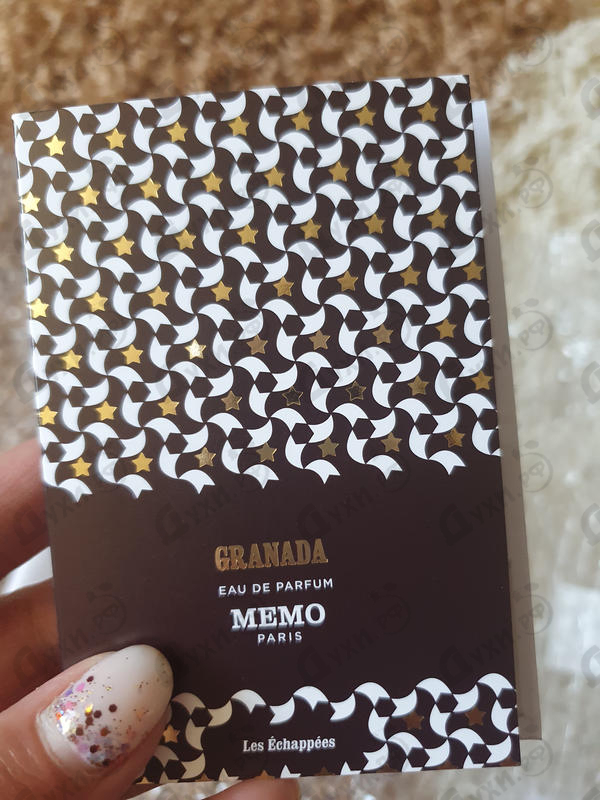 GRANADA
EAU DE PARFUM
MEMO
PARIS
Les Échappées